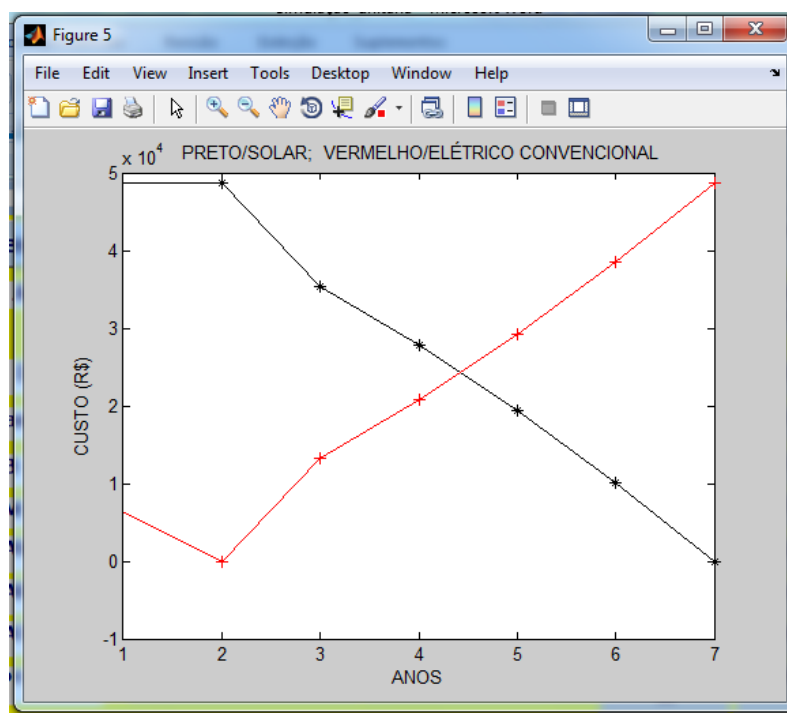 Figure 5
File Edit View Insert Tools Desktop Window Help
x 10^4 PRETO/SOLAR; VERMELHO/ELÉTRICO CONVENCIONAL
5
4
3
2
1
0
-1
CUSTO (R$)
1 2 3 4 5 6 7
ANOS